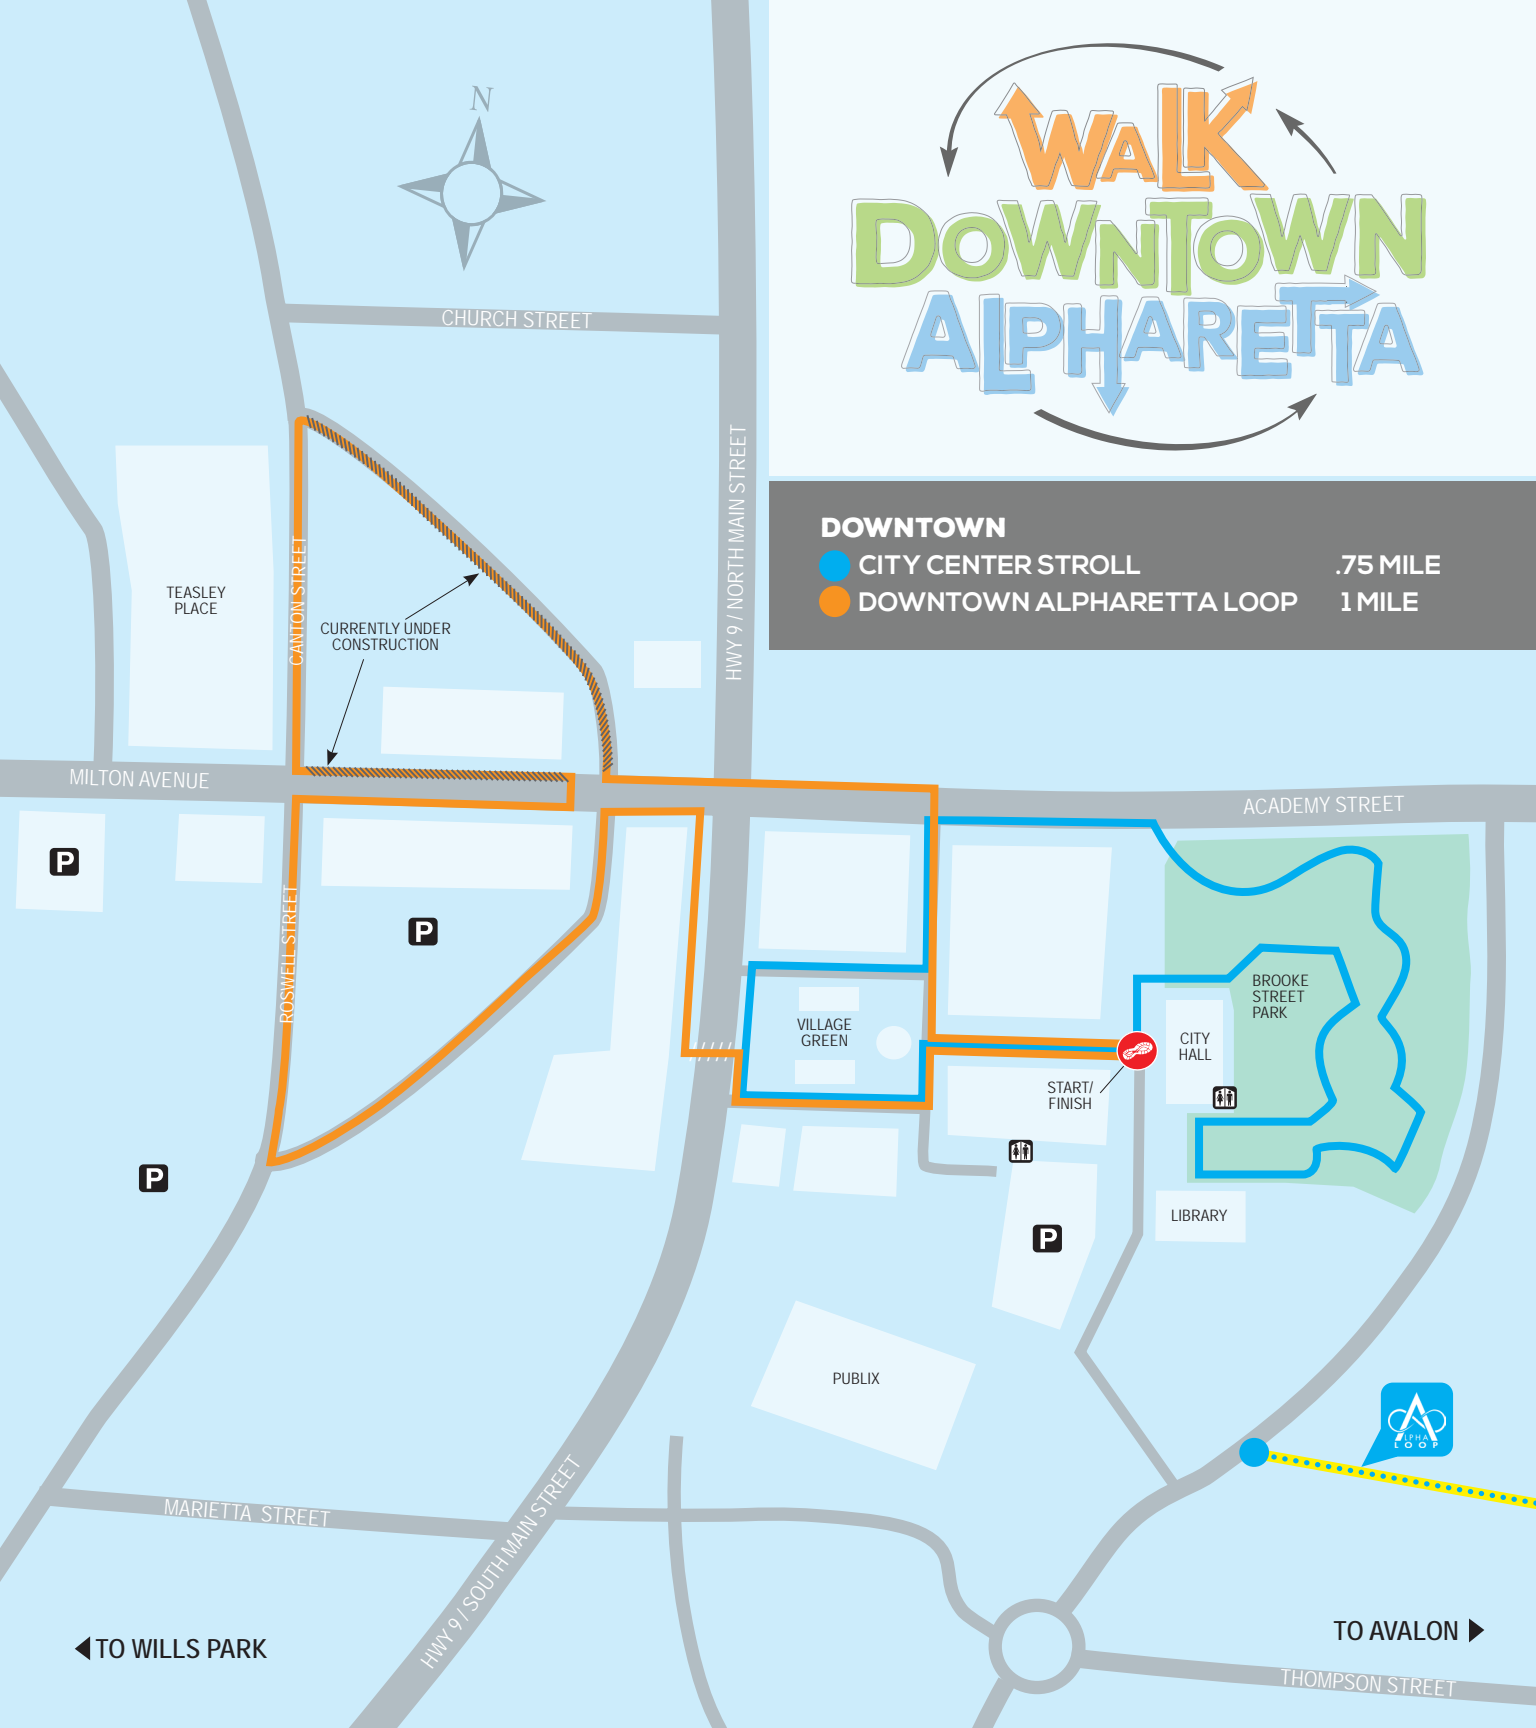 N
WALK
DOWNTOWN
ALPHARETTA
CHURCH STREET
DOWNTOWN
CITY CENTER STROLL .75 MILE
DOWNTOWN ALPHARETTA LOOP 1 MILE
HWY 9 / NORTH MAIN STREET
TEASLEY
PLACE
CANTON STREET
CURRENTLY UNDER
CONSTRUCTION
MILTON AVENUE
ACADEMY STREET
P
P
ROSWELL STREET
BROOKE
STREET
PARK
VILLAGE
GREEN
CITY
HALL
START/
FINISH
P
P
LIBRARY
PUBLIX
ALPHA
LOOP
MARIETTA STREET
HWY 9 / SOUTH MAIN STREET
TO WILLS PARK
TO AVALON
THOMPSON STREET